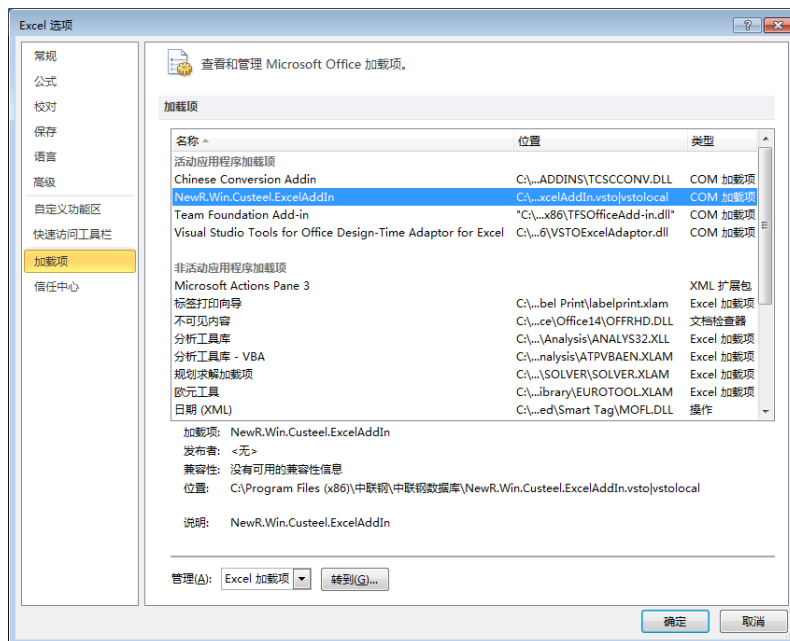 Excel 选项
常规
公式
校对
保存
语言
高级
自定义功能区
快速访问工具栏
加载项
信任中心
查看和管理 Microsoft Office 加载项。
加载项
名称 位置 类型
活动应用程序加载项
Chinese Conversion Addin C:\...ADDINS\TCSCCONV.DLL COM 加载项
NewR.Win.Custeel.ExcelAddIn C:\...xcelAddIn.vsto|vstolocal COM 加载项
Team Foundation Add-in "C:\...x86\TFSOfficeAdd-in.dll" COM 加载项
Visual Studio Tools for Office Design-Time Adaptor for Excel C:\...6\VSTOExcelAdaptor.dll COM 加载项
非活动应用程序加载项
Microsoft Actions Pane 3 XML 扩展包
标签打印向导 C:\...bel Print\labelprint.xlam Excel 加载项
不可见内容 C:\...ce\Office14\OFFRHD.DLL 文档检查器
分析工具库 C:\...\Analysis\ANALYS32.XLL Excel 加载项
分析工具库 - VBA C:\...nalysis\ATPVBAEN.XLAM Excel 加载项
规划求解加载项 C:\...\SOLVER\SOLVER.XLAM Excel 加载项
欧元工具 C:\...ibrary\EUROTOOL.XLAM Excel 加载项
日期 (XML) C:\...ed\Smart Tag\MOFL.DLL 操作
加载项: NewR.Win.Custeel.ExcelAddIn
发布者: <无>
兼容性: 没有可用的兼容性信息
位置: C:\Program Files (x86)\中联钢\中联钢数据库\NewR.Win.Custeel.ExcelAddIn.vsto|vstolocal
说明: NewR.Win.Custeel.ExcelAddIn
管理(A): Excel 加载项 转到(G)...
确定 取消